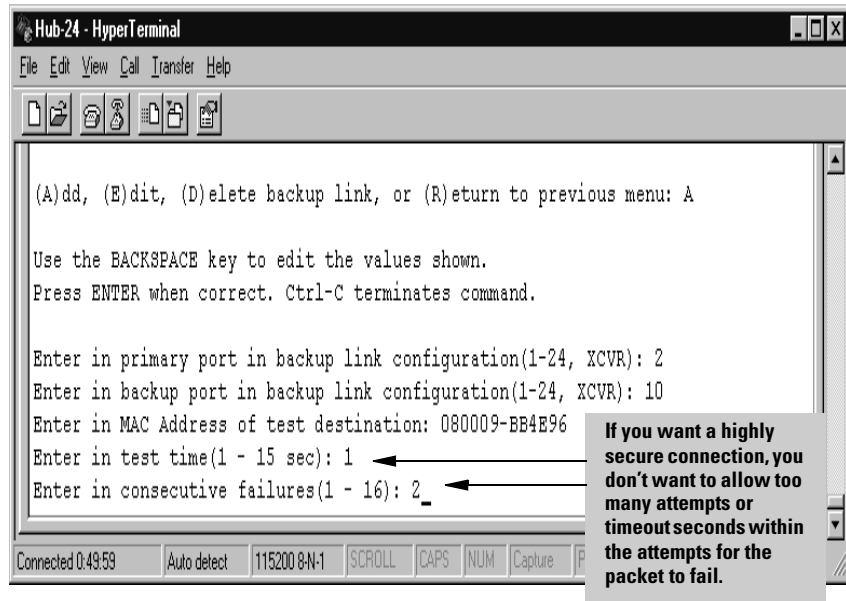 Hub-24 - HyperTerminal
File Edit View Call Transfer Help
(A)dd, (E)dit, (D)elete backup link, or (R)eturn to previous menu: A
Use the BACKSPACE key to edit the values shown.
Press ENTER when correct. Ctrl-C terminates command.
Enter in primary port in backup link configuration(1-24, XCVR): 2
Enter in backup port in backup link configuration(1-24, XCVR): 10
Enter in MAC Address of test destination: 080009-BB4E96
Enter in test time(1 - 15 sec): 1
Enter in consecutive failures(1 - 16): 2_
If you want a highly
secure connection, you
don't want to allow too
many attempts or
timeout seconds within
the attempts for the
packet to fail.
Connected 0:49:59 Auto detect 115200 8-N-1 SCROLL CAPS NUM Capture